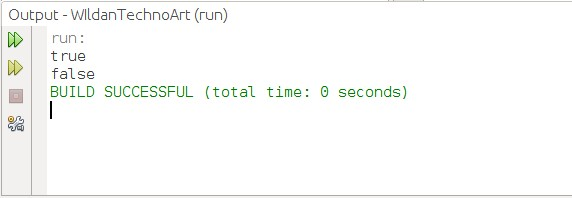 Output - WIldanTechnoArt (run)
run:
true
false
BUILD SUCCESSFUL (total time: 0 seconds)